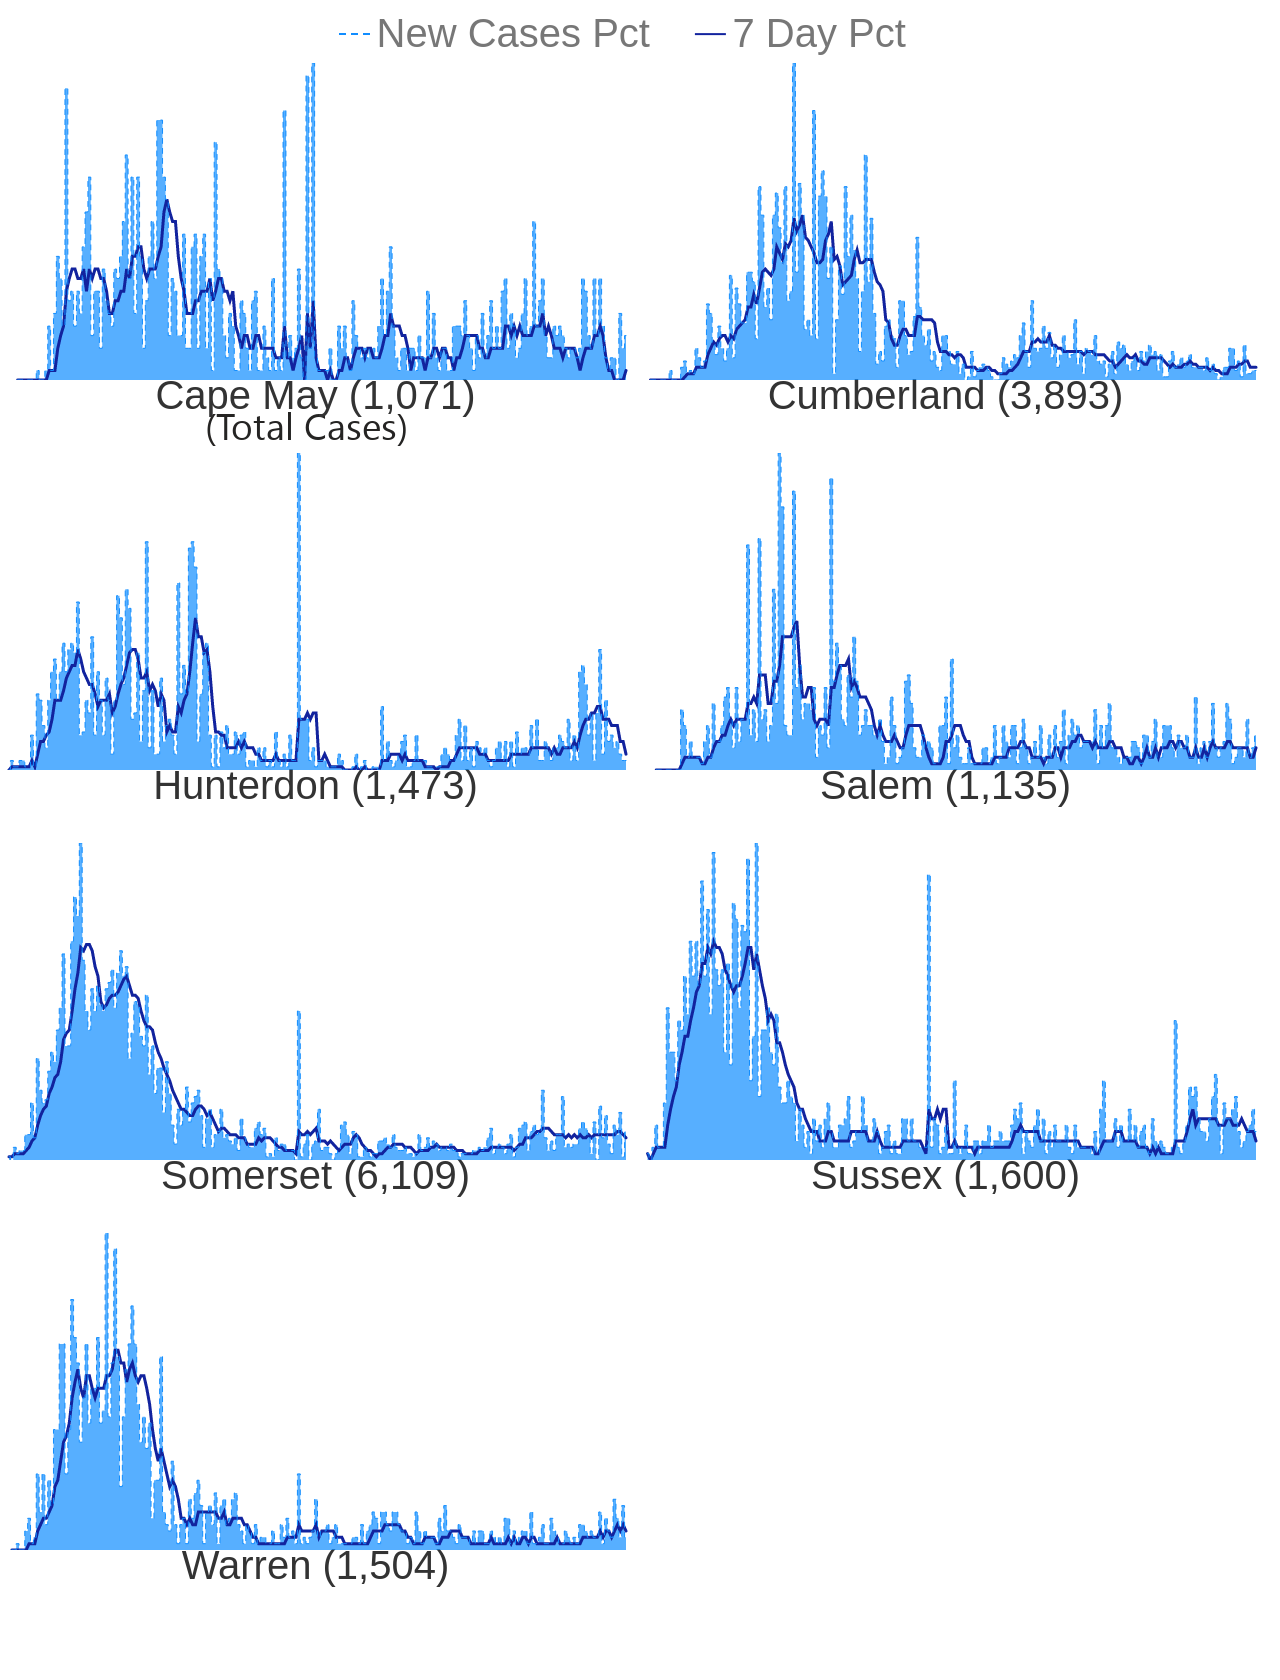 New Cases Pct 7 Day Pct
Cape May (1,071) Cumberland (3,893)
(Total Cases)
Hunterdon (1,473) Salem (1,135)
Somerset (6,109) Sussex (1,600)
Warren (1,504)